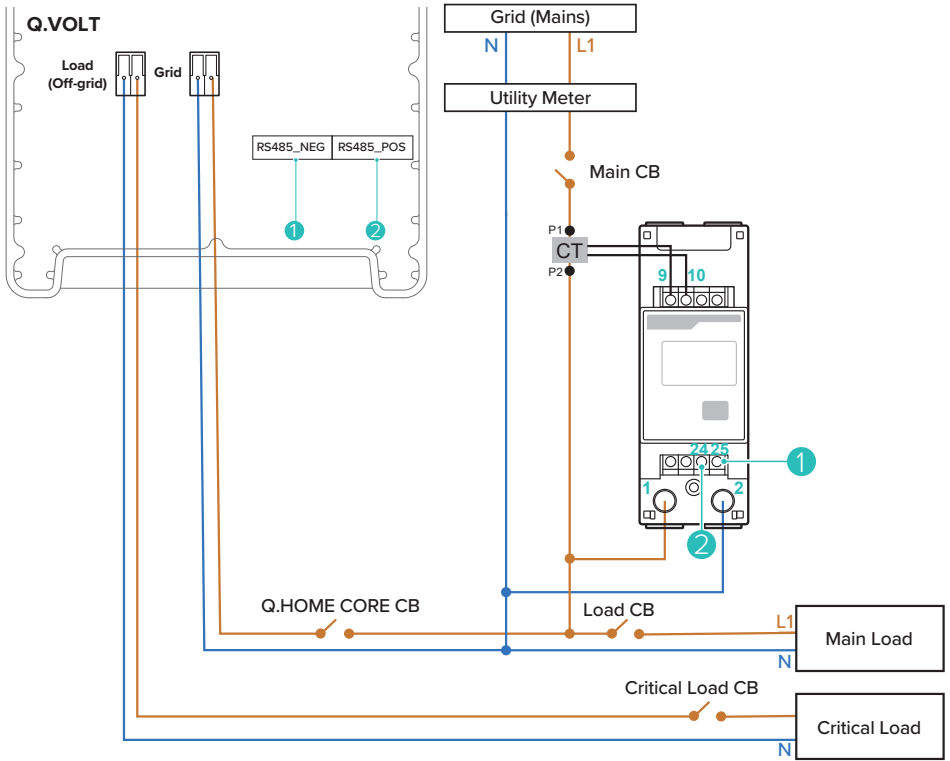 Q.VOLT
Load
(Off-grid)
Grid
RS485_NEG
RS485_POS
1
2
Grid (Mains)
N
L1
Utility Meter
Main CB
P1
CT
P2
9
10
24
25
1
1
2
2
Q.HOME CORE CB
Load CB
L1
Main Load
N
Critical Load CB
Critical Load
N